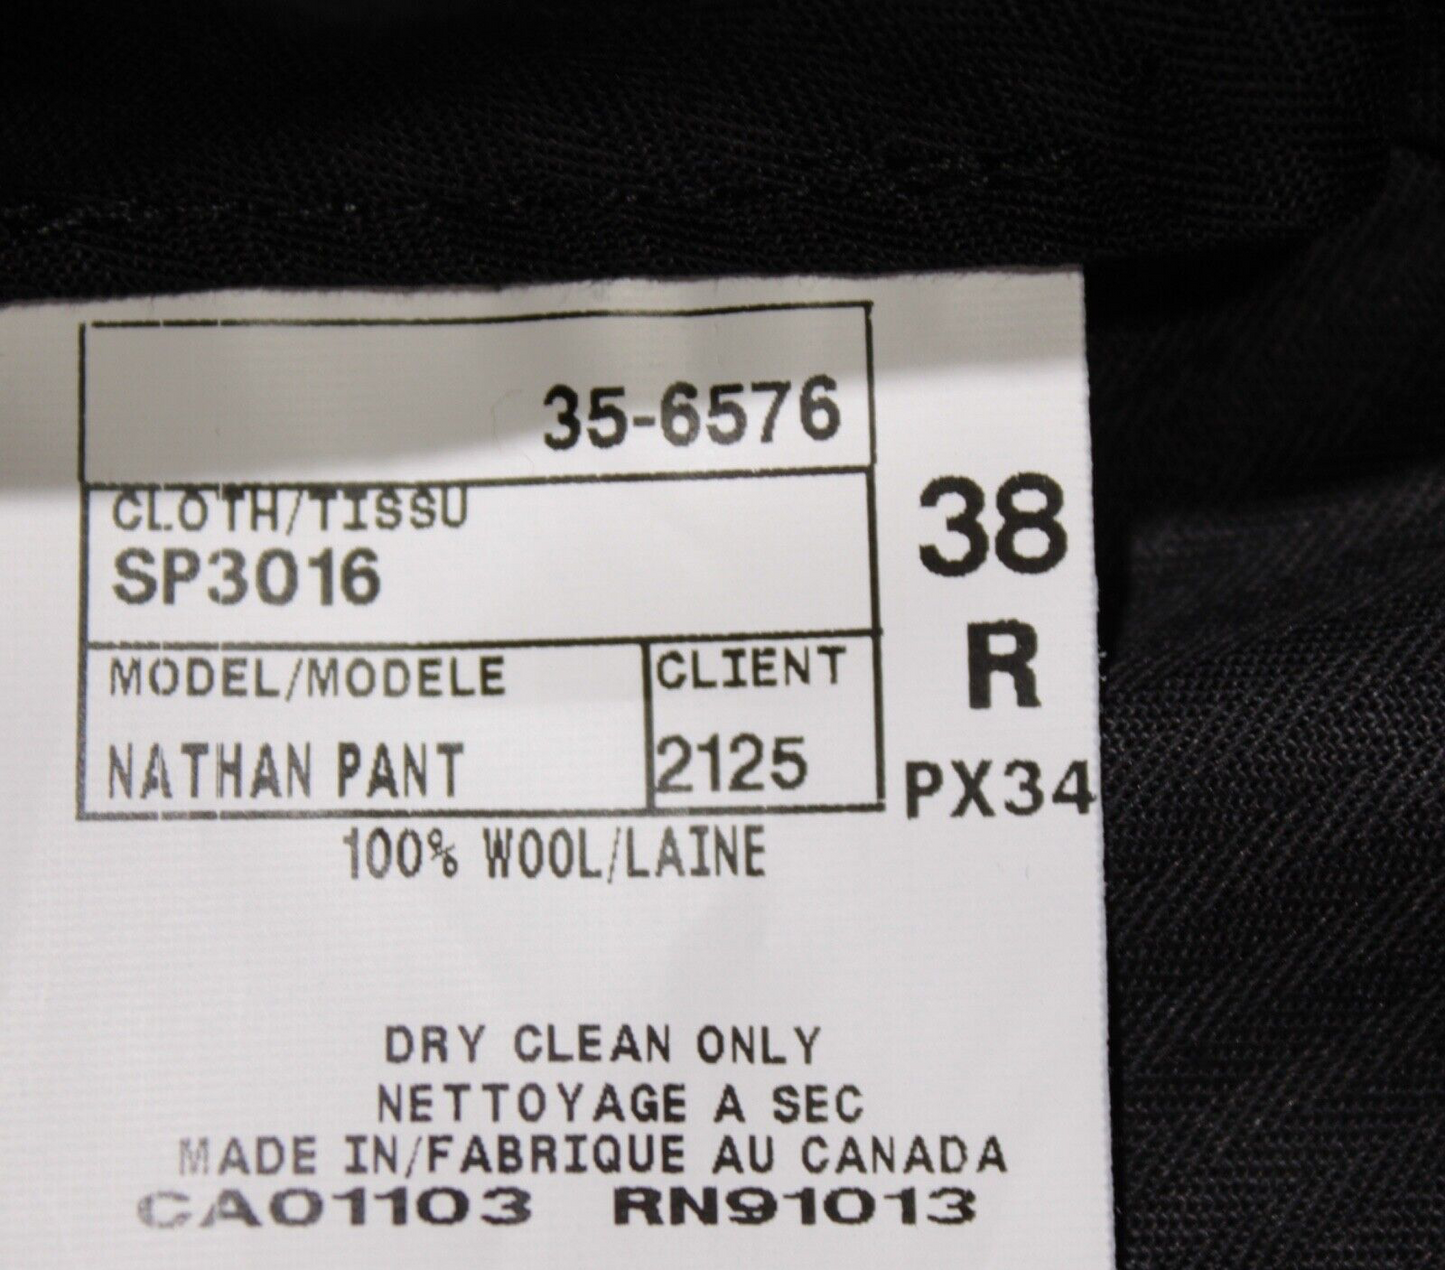 35-6576
CLOTH/TISSU
SP3016
38
R
MODEL/MODELE
CLIENT
NATHAN PANT
2125
PX34
100% WOOL/LAINE
DRY CLEAN ONLY
NETTOYAGE A SEC
MADE IN/FABRIQUE AU CANADA
CA01103 RN91013